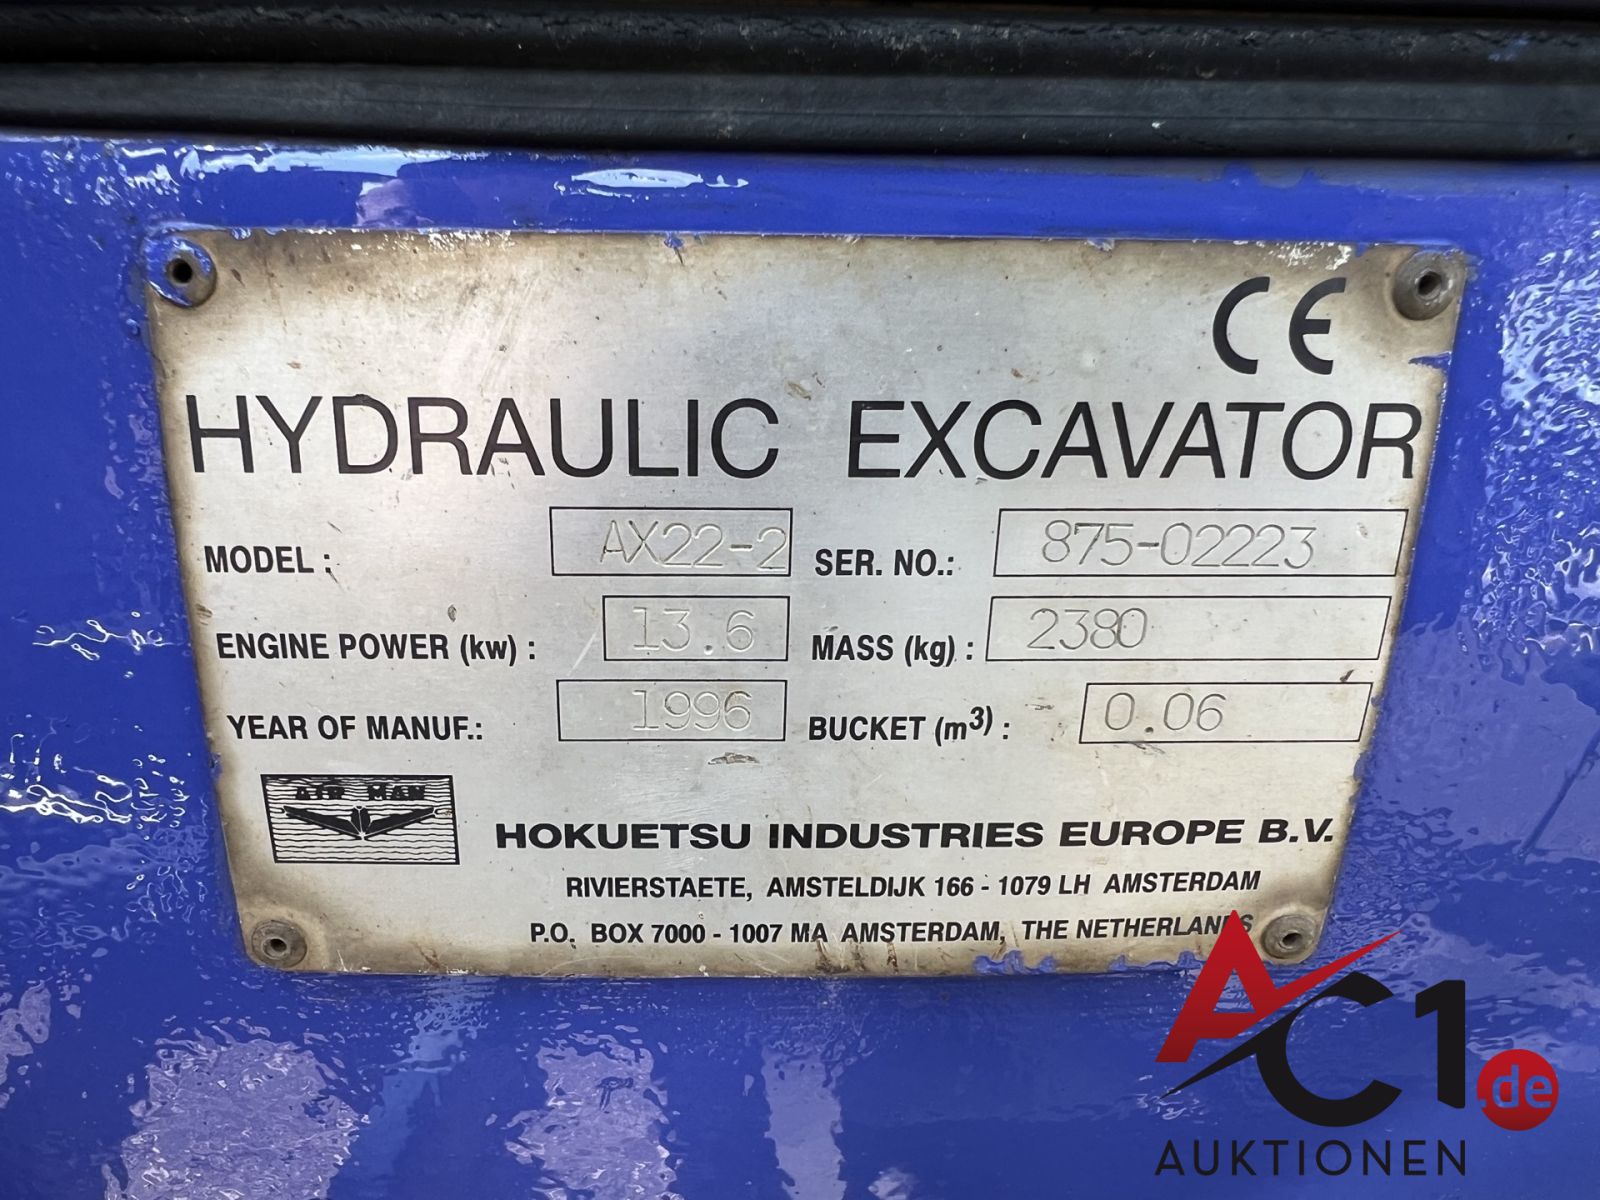 CE
HYDRAULIC EXCAVATOR
MODEL : AX22-2 SER. NO.: 875-02223
ENGINE POWER (kw) : 13.6 MASS (kg) : 2380
YEAR OF MANUF.: 1996 BUCKET (m³) : 0.06
AIR MAN
HOKUETSU INDUSTRIES EUROPE B.V.
RIVIERSTAETE, AMSTELDIJK 166 - 1079 LH AMSTERDAM
P.O. BOX 7000 - 1007 MA AMSTERDAM, THE NETHERLANDS
AC1.de
AUKTIONEN